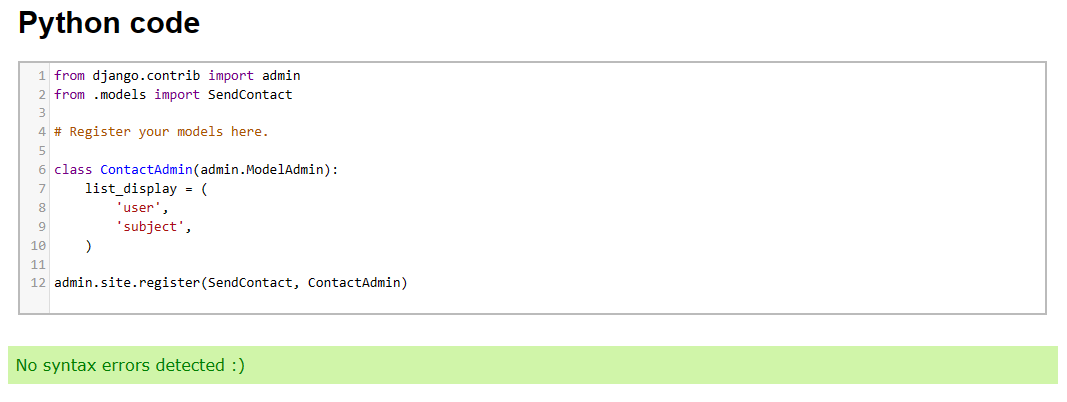 Python code
1 from django.contrib import admin
2 from .models import SendContact
3
4 # Register your models here.
5
6 class ContactAdmin(admin.ModelAdmin):
7     list_display = (
8         'user',
9         'subject',
10     )
11
12 admin.site.register(SendContact, ContactAdmin)
No syntax errors detected :)